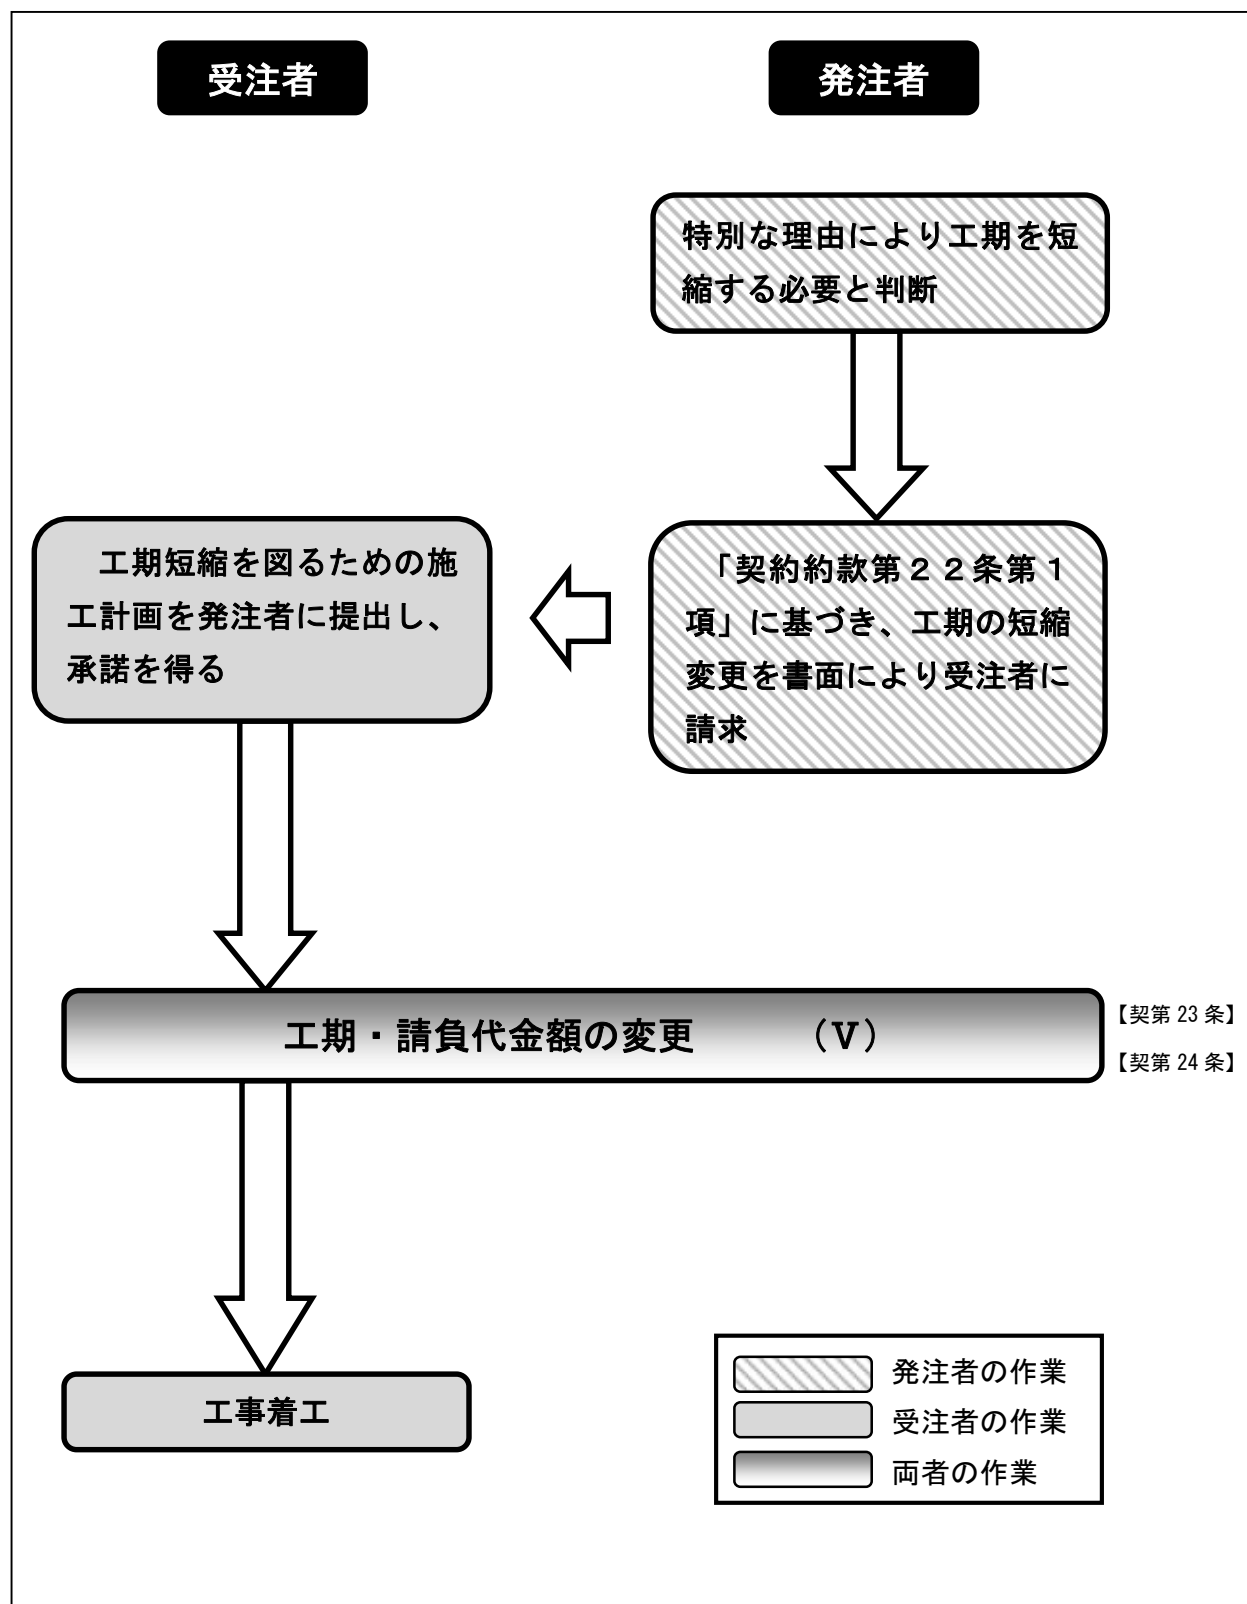 受注者
発注者
特別な理由により工期を短
縮する必要と判断
「契約約款第２２条第１
項」に基づき、工期の短縮
変更を書面により受注者に
請求
工期短縮を図るための施
工計画を発注者に提出し、
承諾を得る
工期・請負代金額の変更　　　（Ⅴ）
【契第 23 条】
【契第 24 条】
工事着工
発注者の作業
受注者の作業
両者の作業